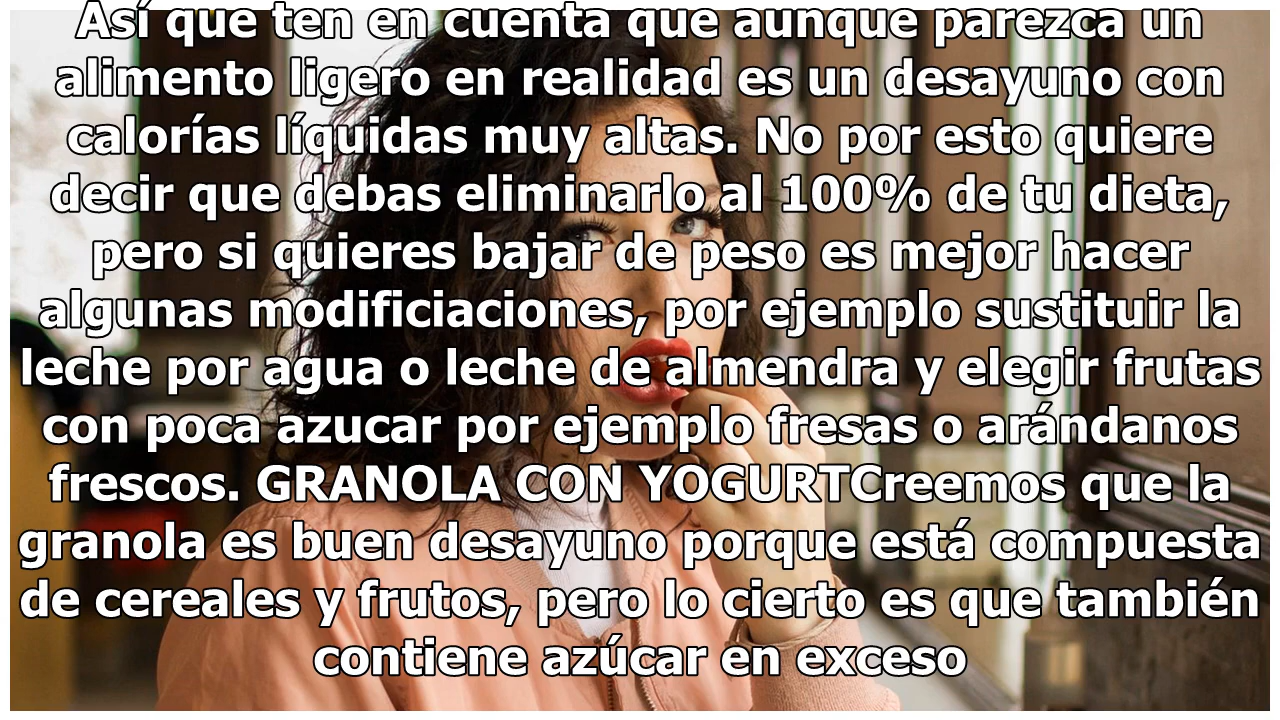 Así que ten en cuenta que aunque parezca un
alimento ligero en realidad es un desayuno con
calorías líquidas muy altas. No por esto quiere
decir que debas eliminarlo al 100% de tu dieta,
pero si quieres bajar de peso es mejor hacer
algunas modificiaciones, por ejemplo sustituir la
leche por agua o leche de almendra y elegir frutas
con poca azucar por ejemplo fresas o arándanos
frescos. GRANOLA CON YOGURTCreemos que la
granola es buen desayuno porque está compuesta
de cereales y frutos, pero lo cierto es que también
contiene azúcar en exceso